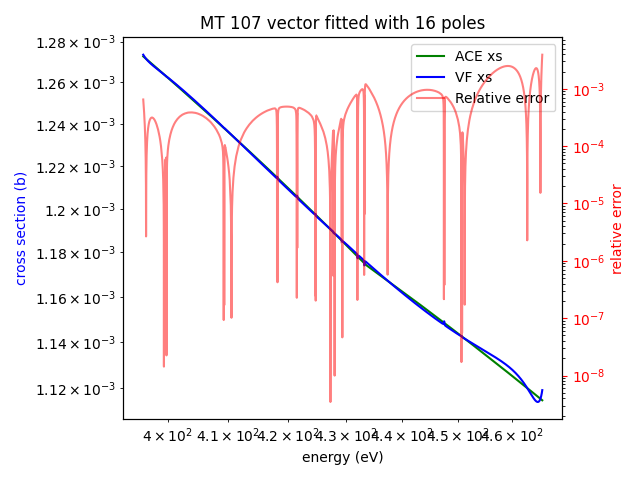 MT 107 vector fitted with 16 poles
ACE xs
VF xs
Relative error
cross section (b)
1.28 × 10⁻³
1.26 × 10⁻³
1.24 × 10⁻³
1.22 × 10⁻³
1.2 × 10⁻³
1.18 × 10⁻³
1.16 × 10⁻³
1.14 × 10⁻³
1.12 × 10⁻³
10⁻³
10⁻⁴
10⁻⁵
10⁻⁶
10⁻⁷
10⁻⁸
relative error
4 × 10² 4.1 × 10² 4.2 × 10² 4.3 × 10² 4.4 × 10² 4.5 × 10² 4.6 × 10²
energy (eV)